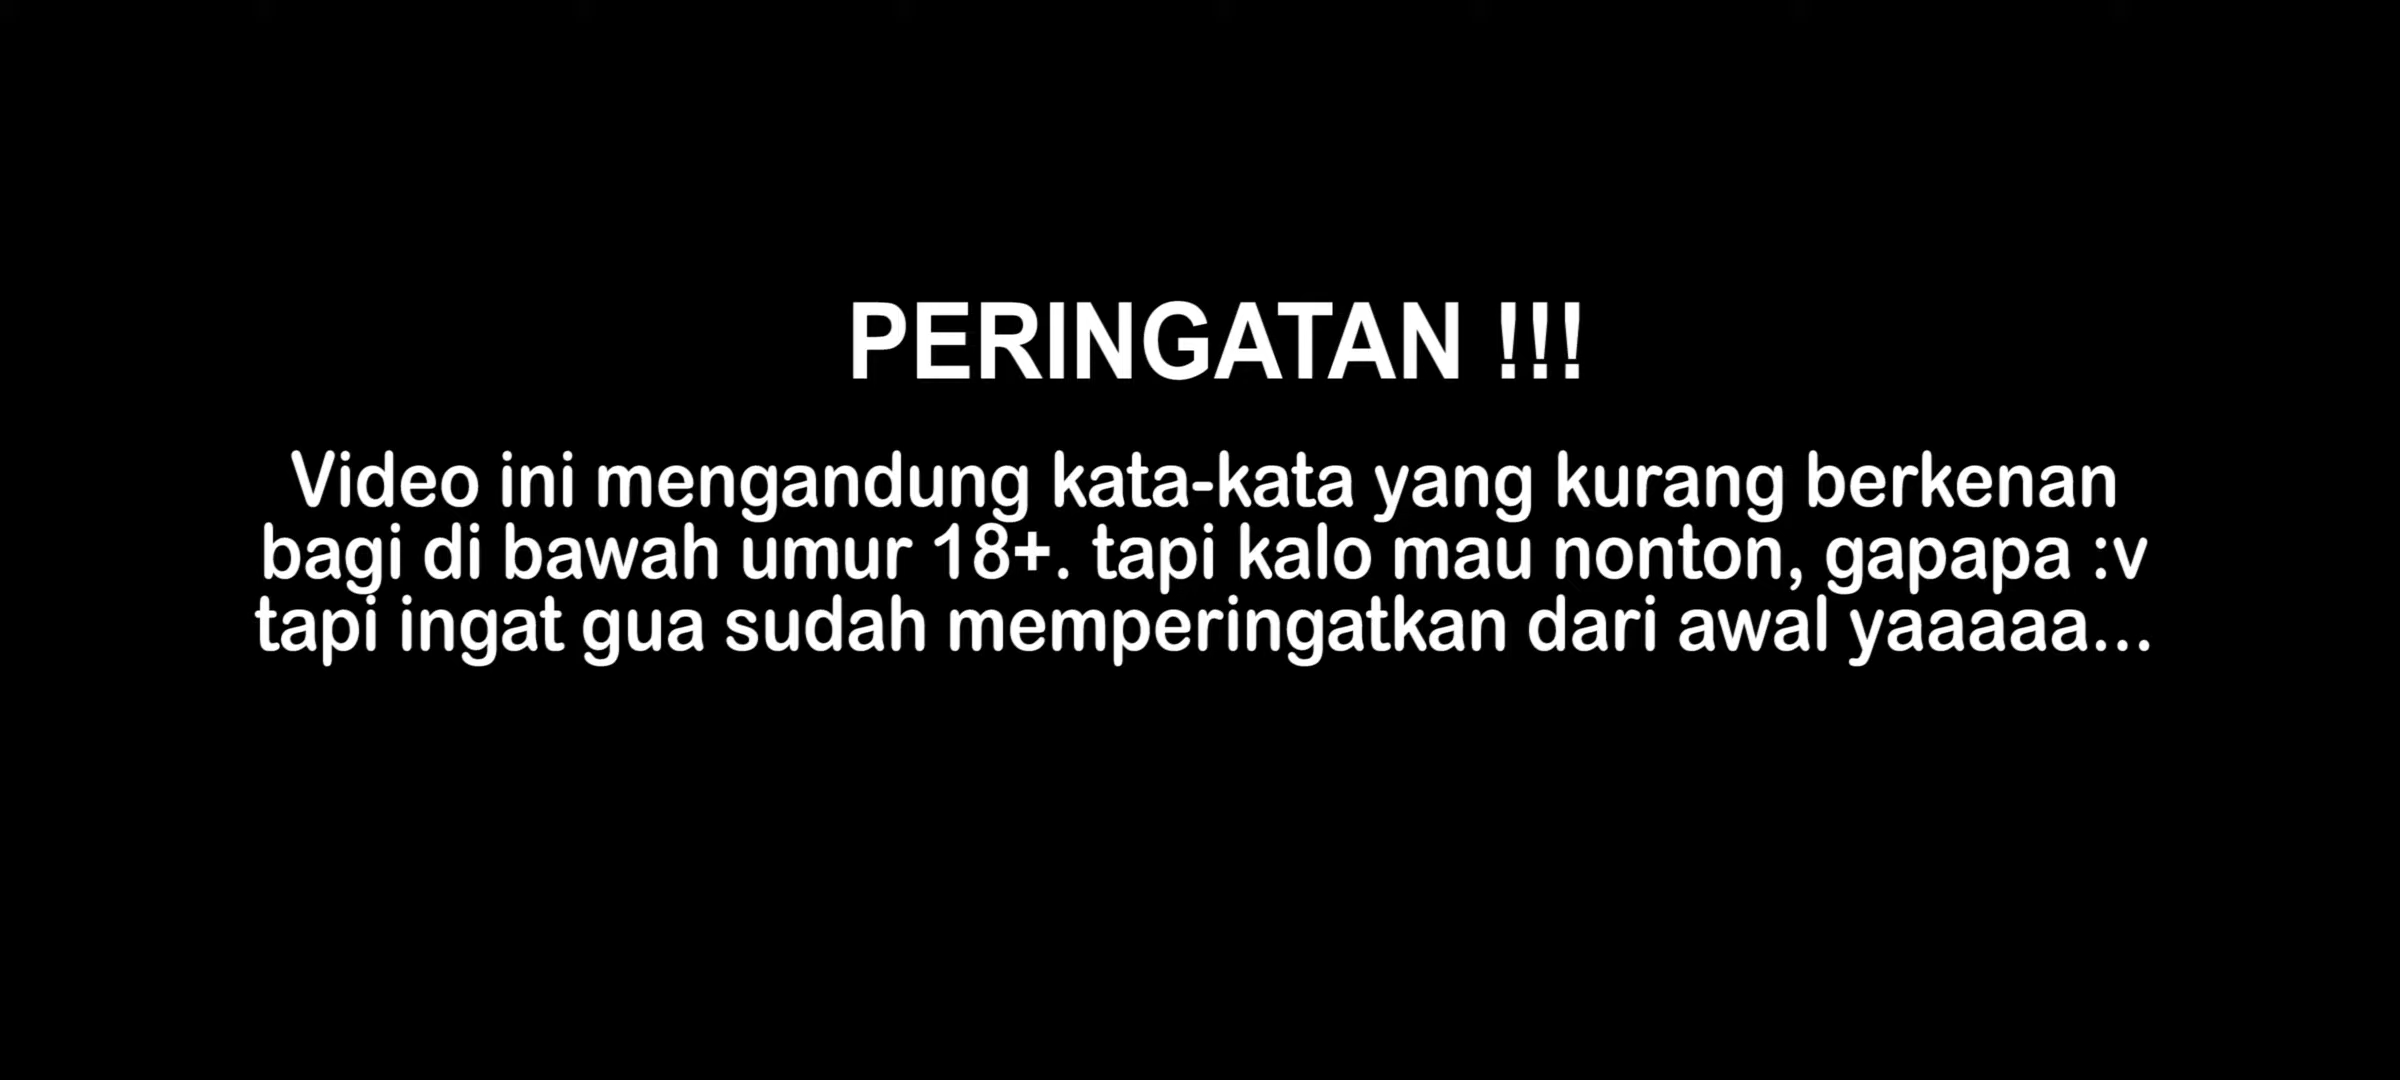 PERINGATAN !!!
Video ini mengandung kata-kata yang kurang berkenan
bagi di bawah umur 18+. tapi kalo mau nonton, gapapa :v
tapi ingat gua sudah memperingatkan dari awal yaaaaa...